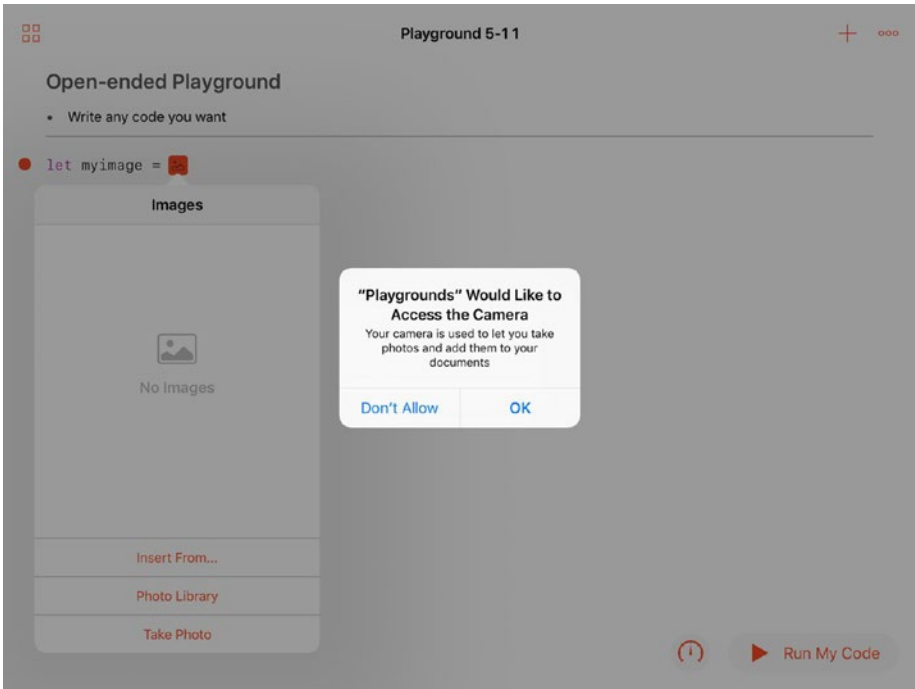 Playground 5-11
Open-ended Playground
• Write any code you want
let myimage =
Images
No Images
Insert From...
Photo Library
Take Photo
“Playgrounds” Would Like to
Access the Camera
Your camera is used to let you take
photos and add them to your
documents
Don't Allow
OK
Run My Code